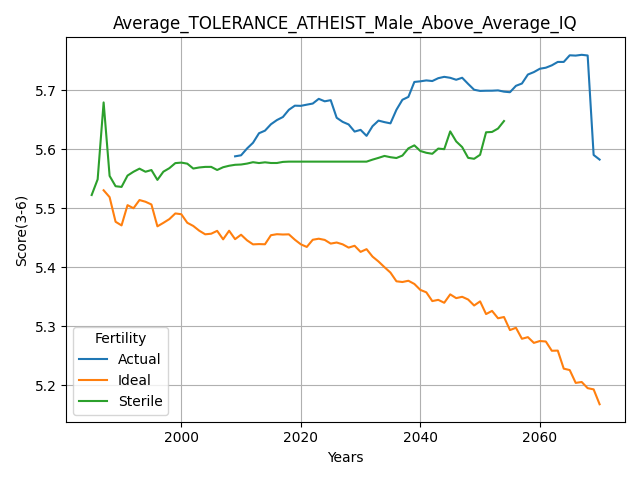 Average_TOLERANCE_ATHEIST_Male_Above_Average_IQ
Score(3-6)
5.7
5.6
5.5
5.4
5.3
5.2
Fertility
Actual
Ideal
Sterile
2000 2020 2040 2060
Years